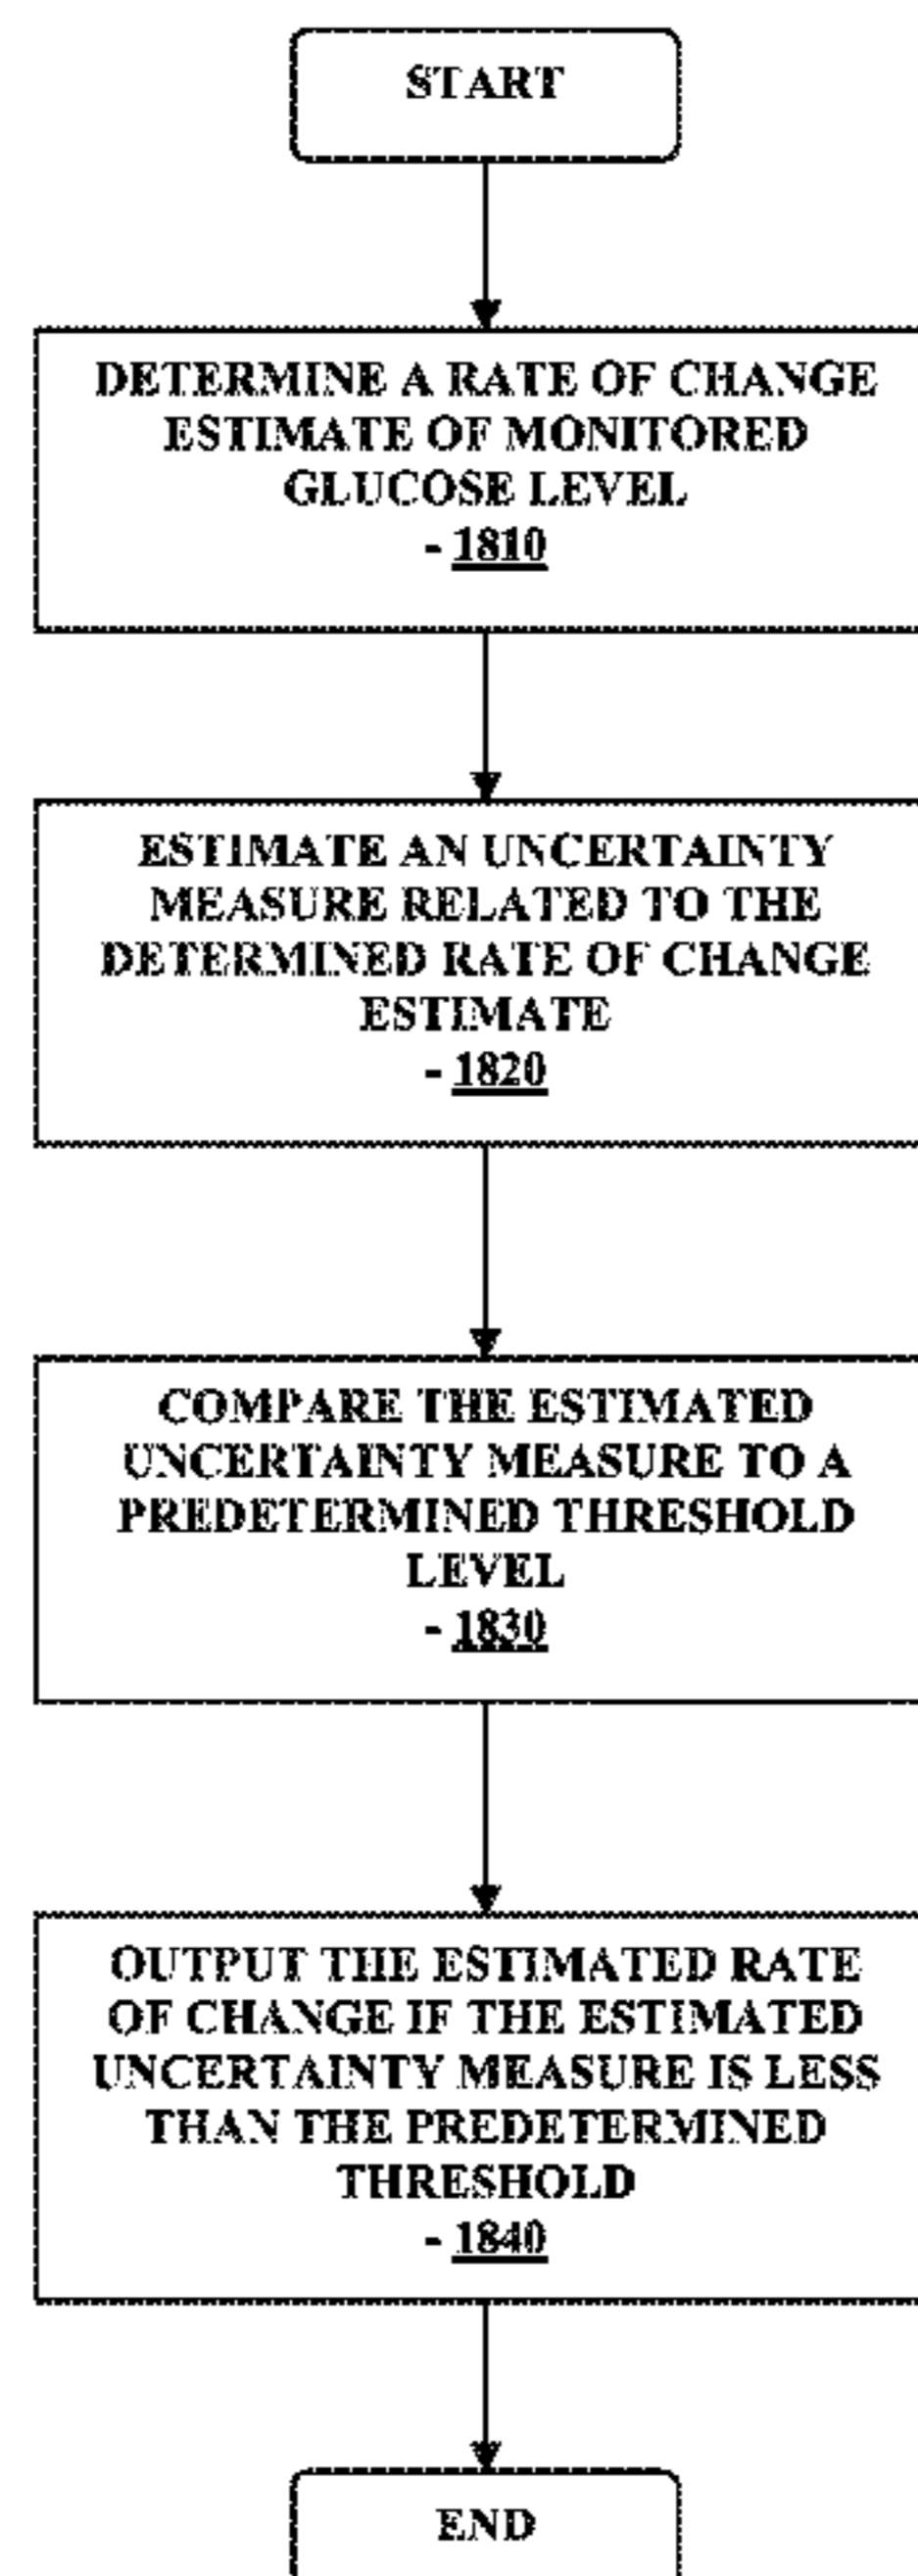 START
DETERMINE A RATE OF CHANGE
ESTIMATE OF MONITORED
GLUCOSE LEVEL
- 1810
ESTIMATE AN UNCERTAINTY
MEASURE RELATED TO THE
DETERMINED RATE OF CHANGE
ESTIMATE
- 1820
COMPARE THE ESTIMATED
UNCERTAINTY MEASURE TO A
PREDETERMINED THRESHOLD
LEVEL
- 1830
OUTPUT THE ESTIMATED RATE
OF CHANGE IF THE ESTIMATED
UNCERTAINTY MEASURE IS LESS
THAN THE PREDETERMINED
THRESHOLD
- 1840
END